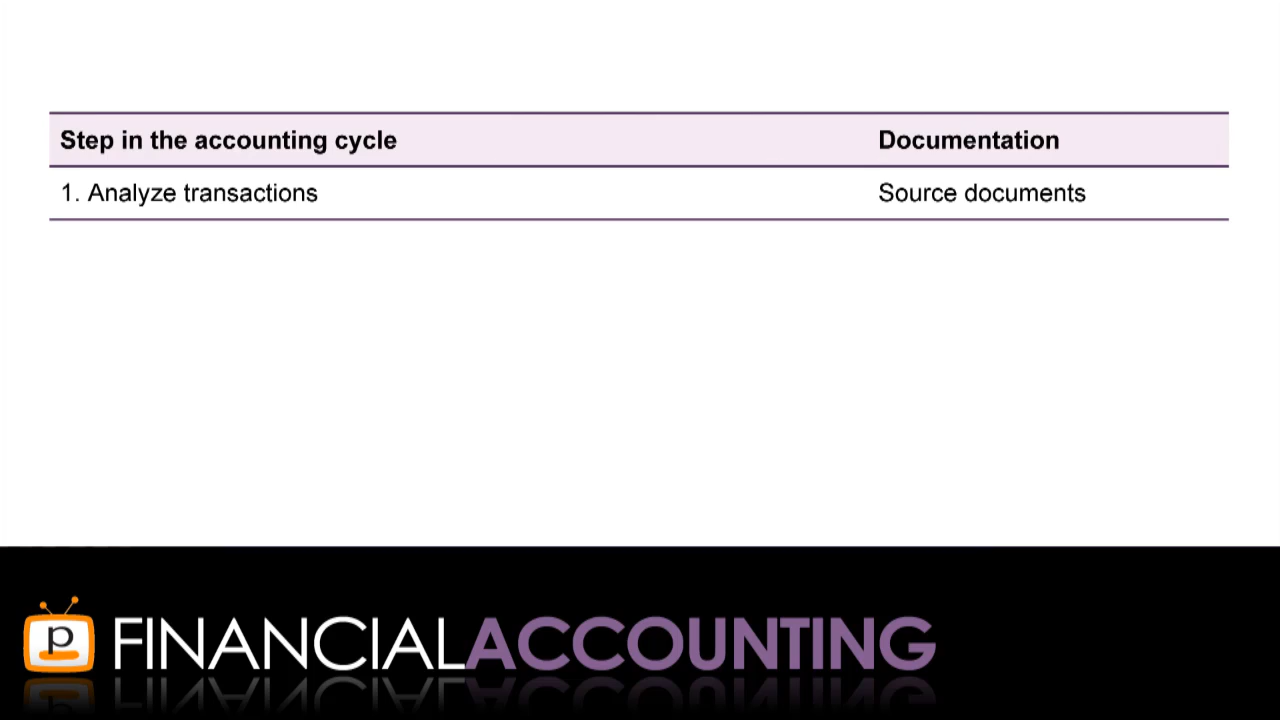 Step in the accounting cycle Documentation
1. Analyze transactions Source documents
p FINANCIALACCOUNTING